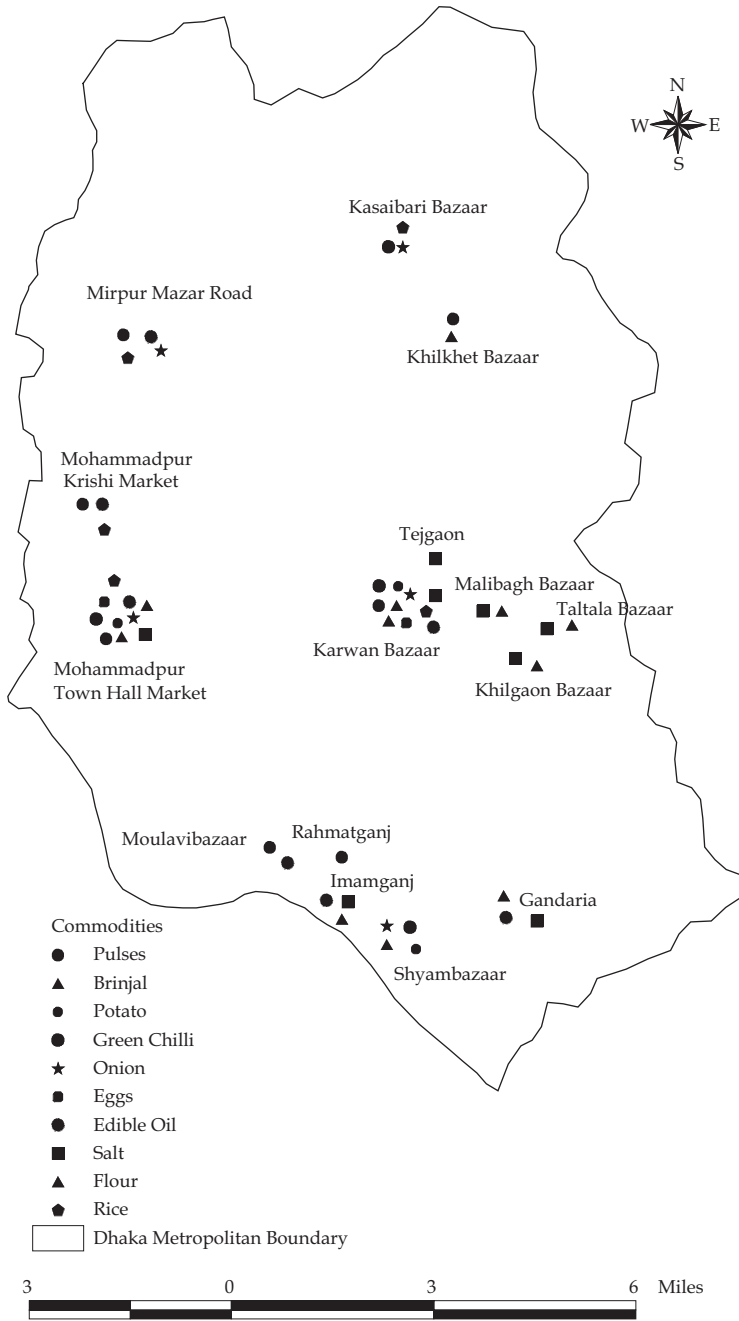 N
W E
S
Kasaibari Bazaar
Mirpur Mazar Road
Khilkhet Bazaar
Mohammadpur
Krishi Market
Tejgaon
Malibagh Bazaar
Taltala Bazaar
Karwan Bazaar
Mohammadpur
Town Hall Market
Khilgaon Bazaar
Rahmatganj
Moulavibazaar
Imamganj
Gandaria
Shyambazaar
Commodities
Pulses
Brinjal
Potato
Green Chilli
Onion
Eggs
Edible Oil
Salt
Flour
Rice
Dhaka Metropolitan Boundary
3 0 3 6 Miles